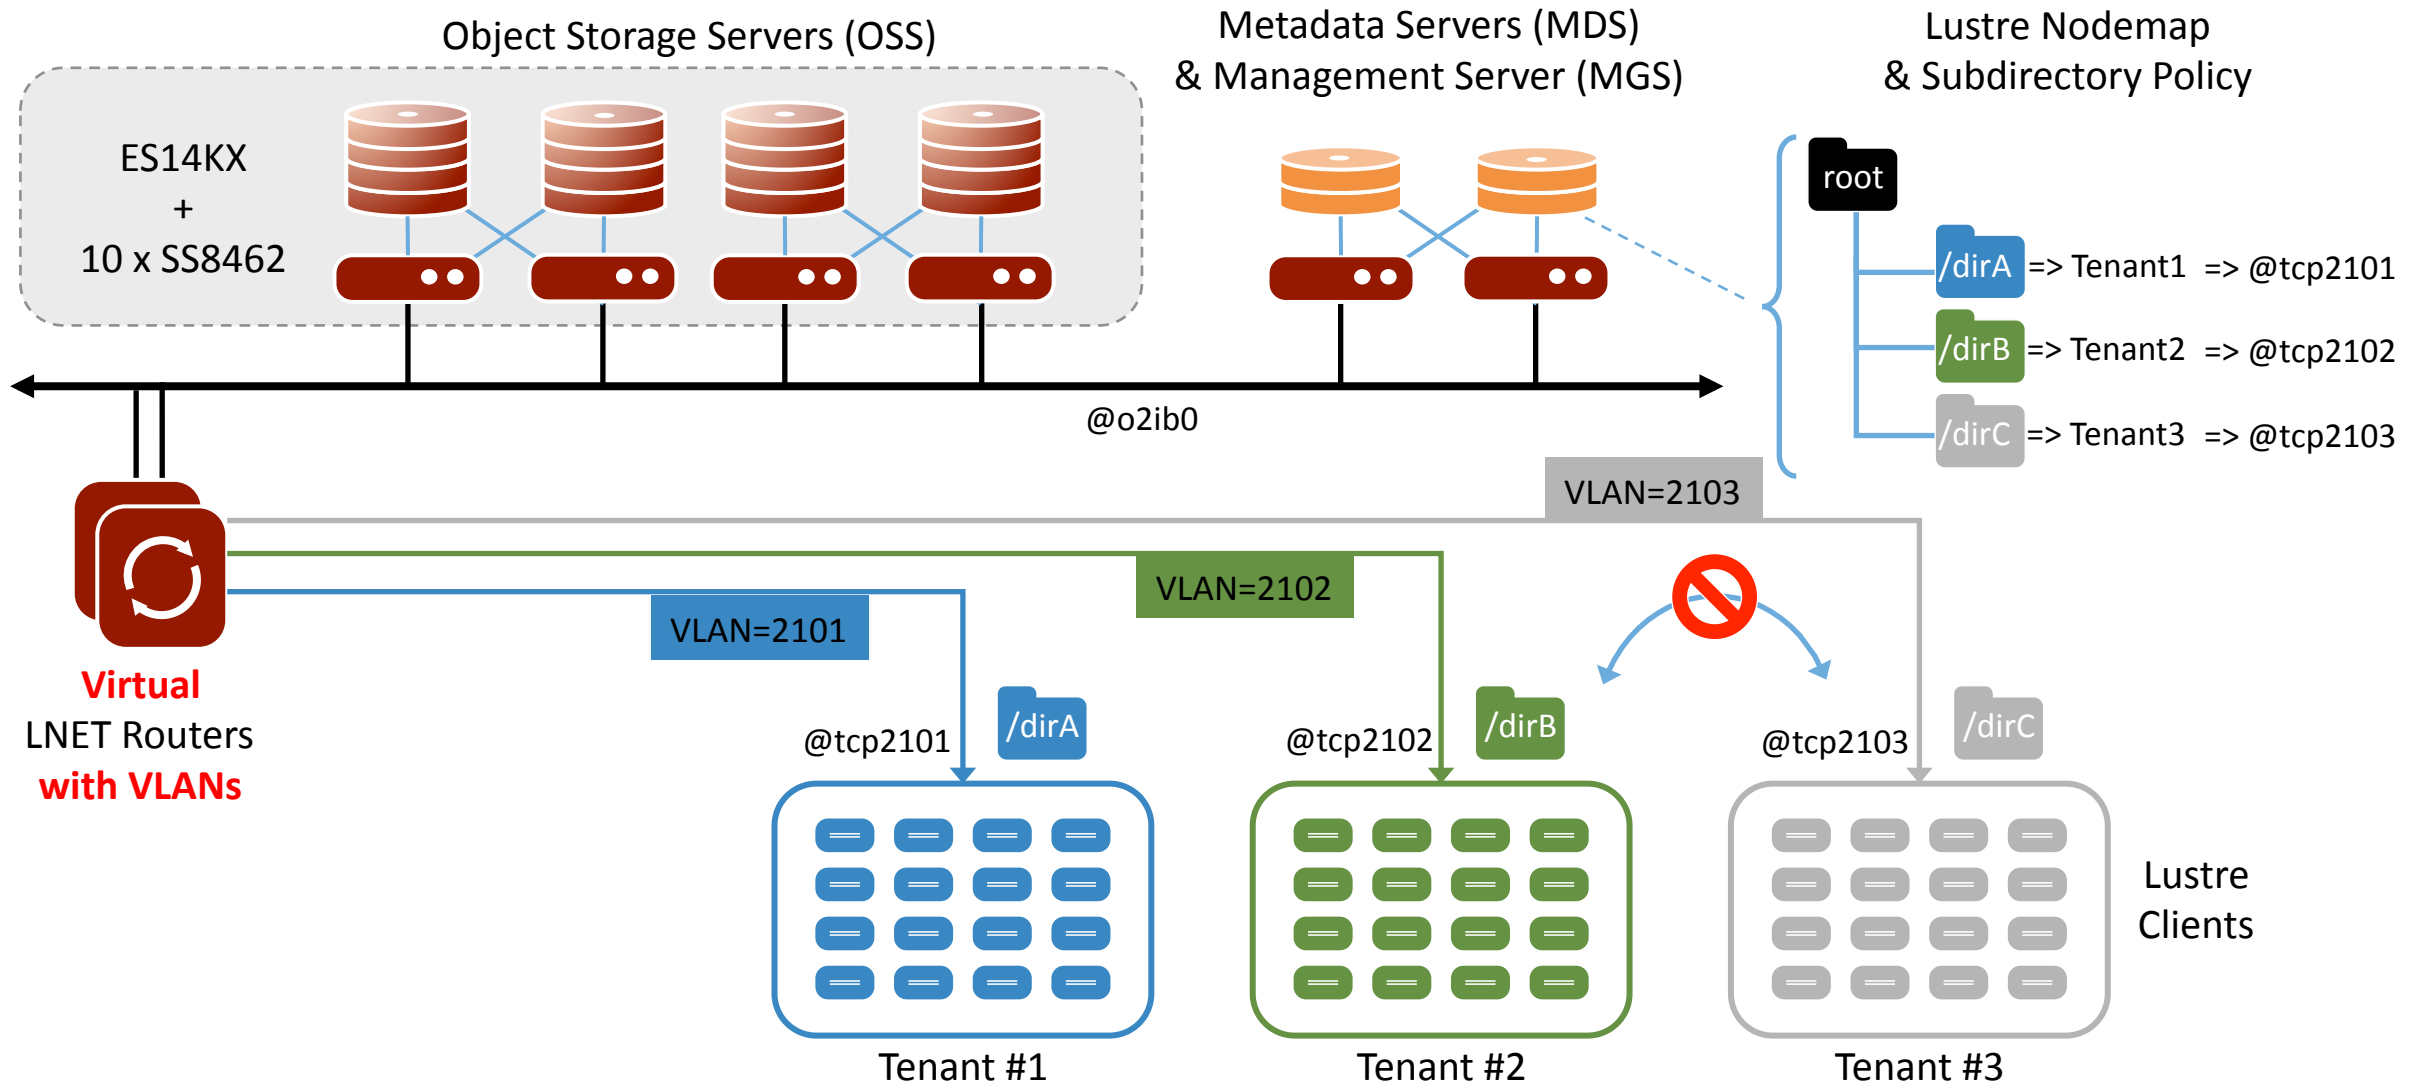 Object Storage Servers (OSS)
Metadata Servers (MDS)
& Management Server (MGS)
Lustre Nodemap
& Subdirectory Policy
ES14KX
+
10 x SS8462
root
/dirA => Tenant1 => @tcp2101
/dirB => Tenant2 => @tcp2102
/dirC => Tenant3 => @tcp2103
@o2ib0
VLAN=2103
VLAN=2102
VLAN=2101
Virtual
LNET Routers
with VLANs
@tcp2101
/dirA
@tcp2102
/dirB
@tcp2103
/dirC
Lustre
Clients
Tenant #1
Tenant #2
Tenant #3